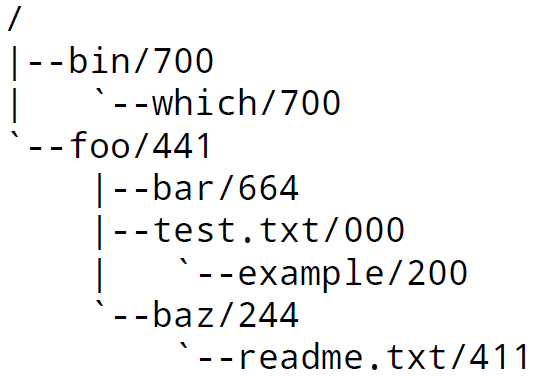 /
|--bin/700
|   `--which/700
`--foo/441
    |--bar/664
    |--test.txt/000
    |   `--example/200
    `--baz/244
        `--readme.txt/411